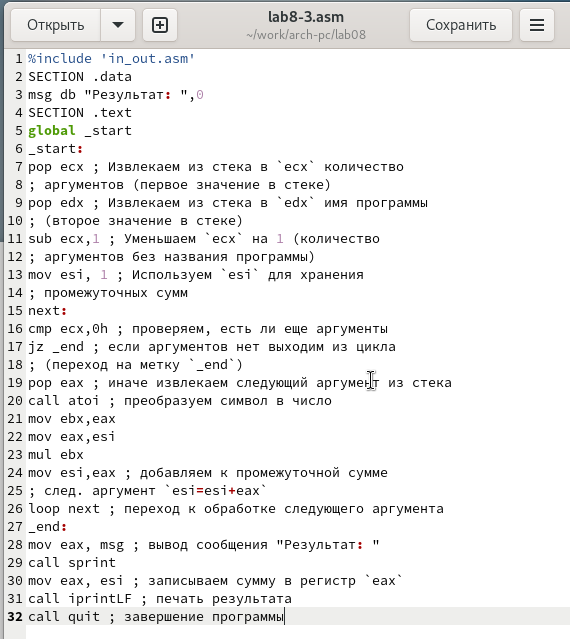 Открыть
lab8-3.asm
~/work/arch-pc/lab08
Сохранить
1 %include 'in_out.asm'
2 SECTION .data
3 msg db "Результат: ",0
4 SECTION .text
5 global _start
6 _start:
7 pop ecx ; Извлекаем из стека в `ecx` количество
8 ; аргументов (первое значение в стеке)
9 pop edx ; Извлекаем из стека в `edx` имя программы
10 ; (второе значение в стеке)
11 sub ecx,1 ; Уменьшаем `ecx` на 1 (количество
12 ; аргументов без названия программы)
13 mov esi, 1 ; Используем `esi` для хранения
14 ; промежуточных сумм
15 next:
16 cmp ecx,0h ; проверяем, есть ли еще аргументы
17 jz _end ; если аргументов нет выходим из цикла
18 ; (переход на метку `_end`)
19 pop eax ; иначе извлекаем следующий аргумент из стека
20 call atoi ; преобразуем символ в число
21 mov ebx,eax
22 mov eax,esi
23 mul ebx
24 mov esi,eax ; добавляем к промежуточной сумме
25 ; след. аргумент `esi=esi+eax`
26 loop next ; переход к обработке следующего аргумента
27 _end:
28 mov eax, msg ; вывод сообщения "Результат: "
29 call sprint
30 mov eax, esi ; записываем сумму в регистр `eax`
31 call iprintLF ; печать результата
32 call quit ; завершение программы